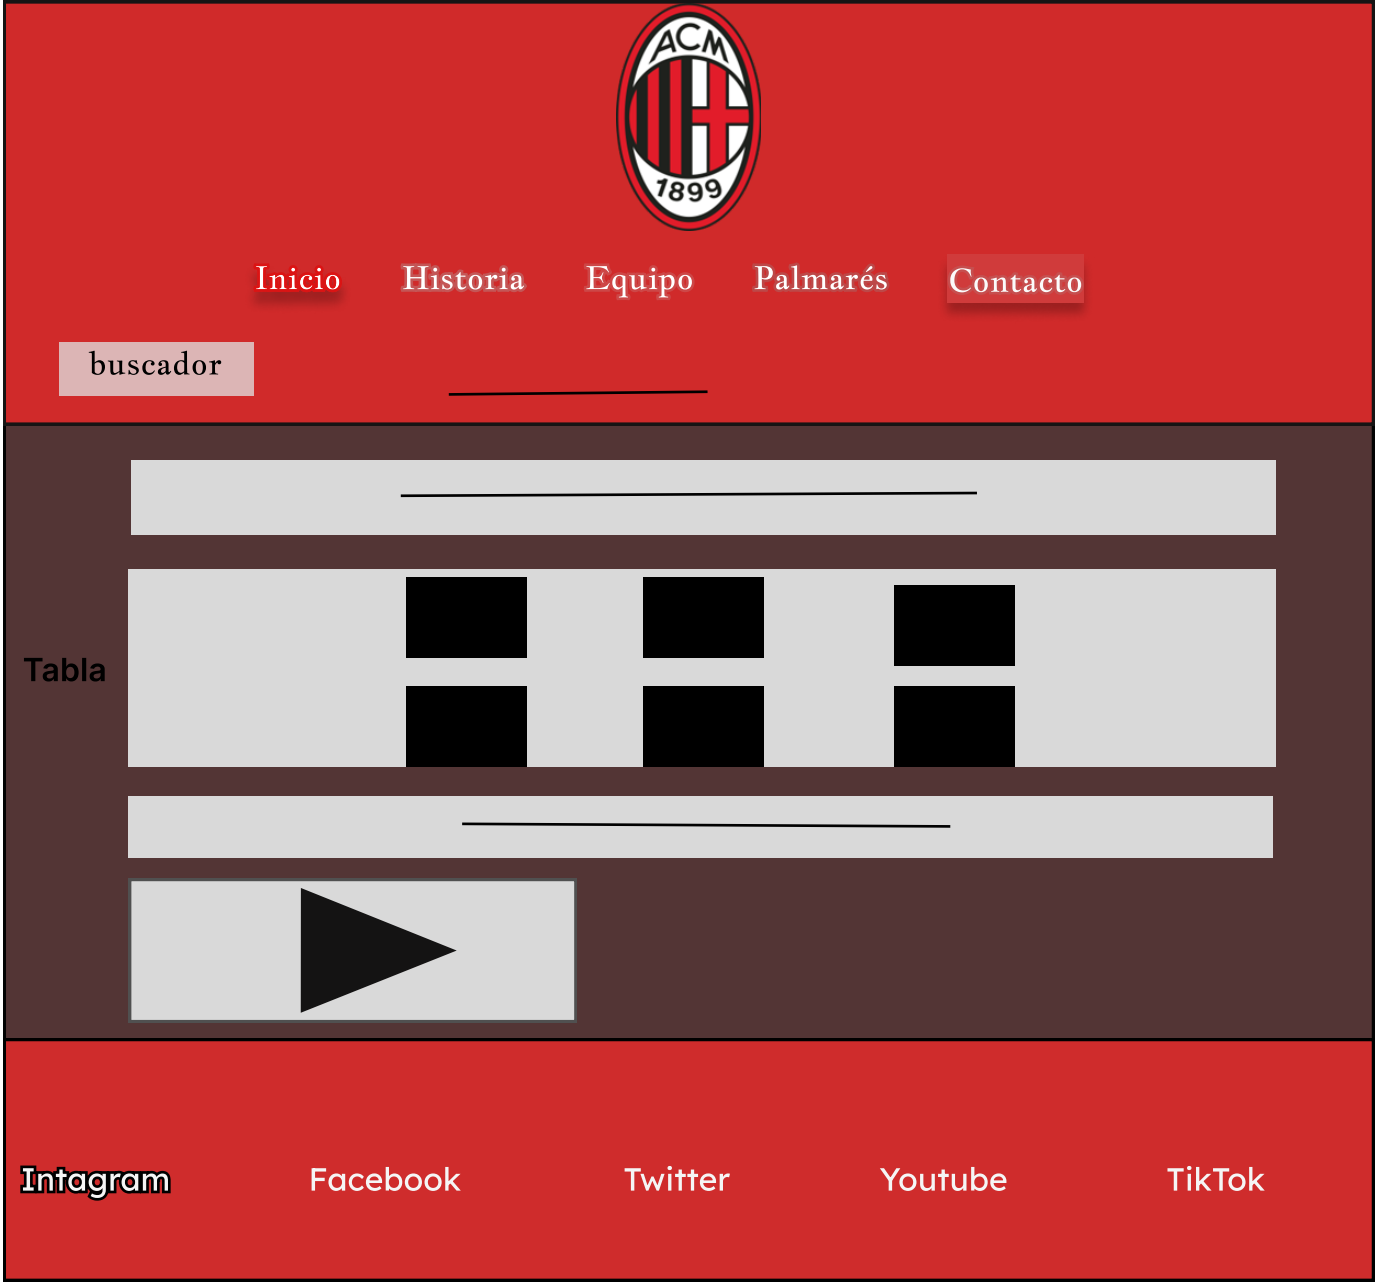 ACM
1899
Inicio Historia Equipo Palmarés Contacto
buscador
Tabla
Intagram Facebook Twitter Youtube TikTok